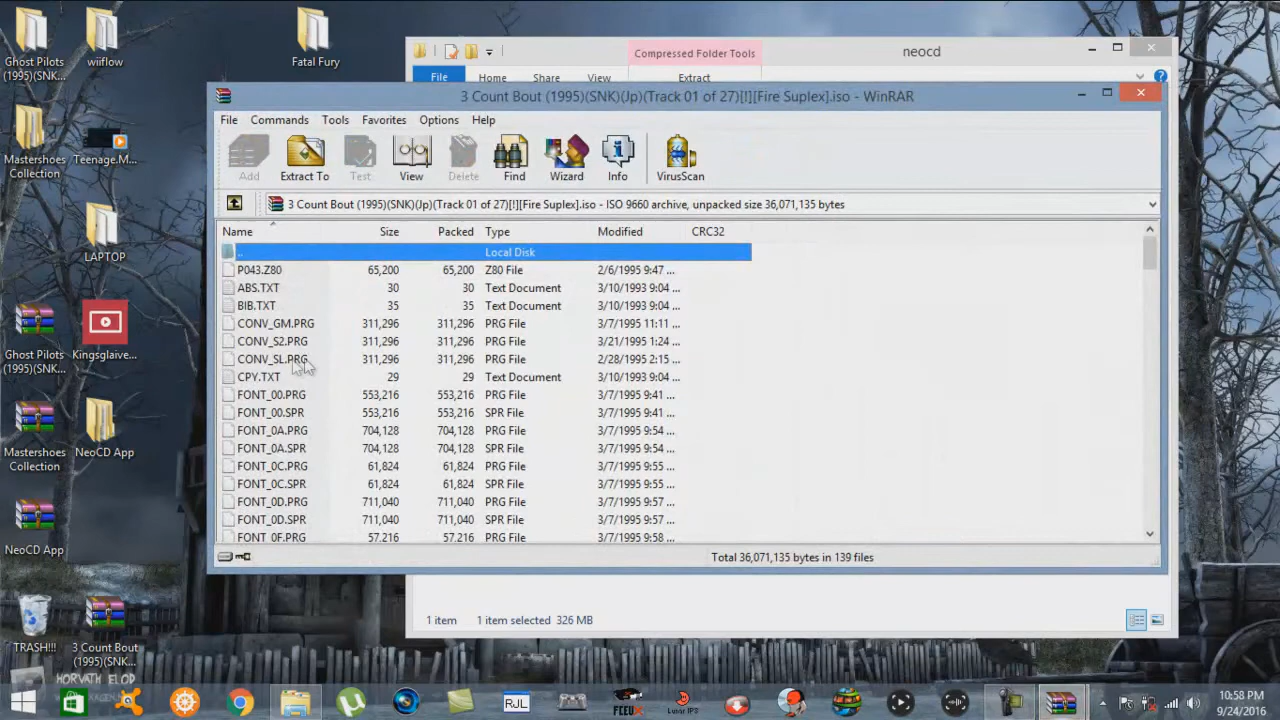 Ghost Pilots
(1995)(SNK...
wiiflow
Fatal Fury
Mastershoes
Collection
Teenage.M...
LAPTOP
Ghost Pilots
(1995)(SNK...
Kingsglaive...
Mastershoes
Collection
NeoCD App
NeoCD App
TRASH!!!
3 Count Bout
(1995)(SNK...
HORVATH ELOP
Compressed Folder Tools
neocd
File Home Share View Extract
3 Count Bout (1995)(SNK)(Jp)(Track 01 of 27)[!][Fire Suplex].iso - WinRAR
File Commands Tools Favorites Options Help
Add Extract To Test View Delete Find Wizard Info VirusScan
3 Count Bout (1995)(SNK)(Jp)(Track 01 of 27)[!][Fire Suplex].iso - ISO 9660 archive, unpacked size 36,071,135 bytes
Name Size Packed Type Modified CRC32
.. Local Disk
P043.Z80 65,200 65,200 Z80 File 2/6/1995 9:47 ...
ABS.TXT 30 30 Text Document 3/10/1993 9:04 ...
BIB.TXT 35 35 Text Document 3/10/1993 9:04 ...
CONV_GM.PRG 311,296 311,296 PRG File 3/7/1995 11:11 ...
CONV_S2.PRG 311,296 311,296 PRG File 3/21/1995 1:24 ...
CONV_SL.PRG 311,296 311,296 PRG File 2/28/1995 2:15 ...
CPY.TXT 29 29 Text Document 3/10/1993 9:04 ...
FONT_00.PRG 553,216 553,216 PRG File 3/7/1995 9:41 ...
FONT_00.SPR 553,216 553,216 SPR File 3/7/1995 9:41 ...
FONT_0A.PRG 704,128 704,128 PRG File 3/7/1995 9:54 ...
FONT_0A.SPR 704,128 704,128 SPR File 3/7/1995 9:54 ...
FONT_0C.PRG 61,824 61,824 PRG File 3/7/1995 9:55 ...
FONT_0C.SPR 61,824 61,824 SPR File 3/7/1995 9:55 ...
FONT_0D.PRG 711,040 711,040 PRG File 3/7/1995 9:57 ...
FONT_0D.SPR 711,040 711,040 SPR File 3/7/1995 9:57 ...
FONT_0F.PRG 57,216 57,216 PRG File 3/7/1995 9:58 ...
Total 36,071,135 bytes in 139 files
1 item 1 item selected 326 MB
RJL
FCEUX
Lunar IPS
10:58 PM
9/24/2016